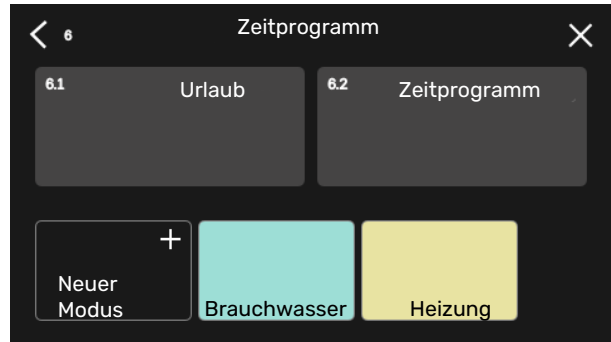 6 Zeitprogramm
6.1 Urlaub
6.2 Zeitprogramm
Neuer
Modus
Brauchwasser
Heizung